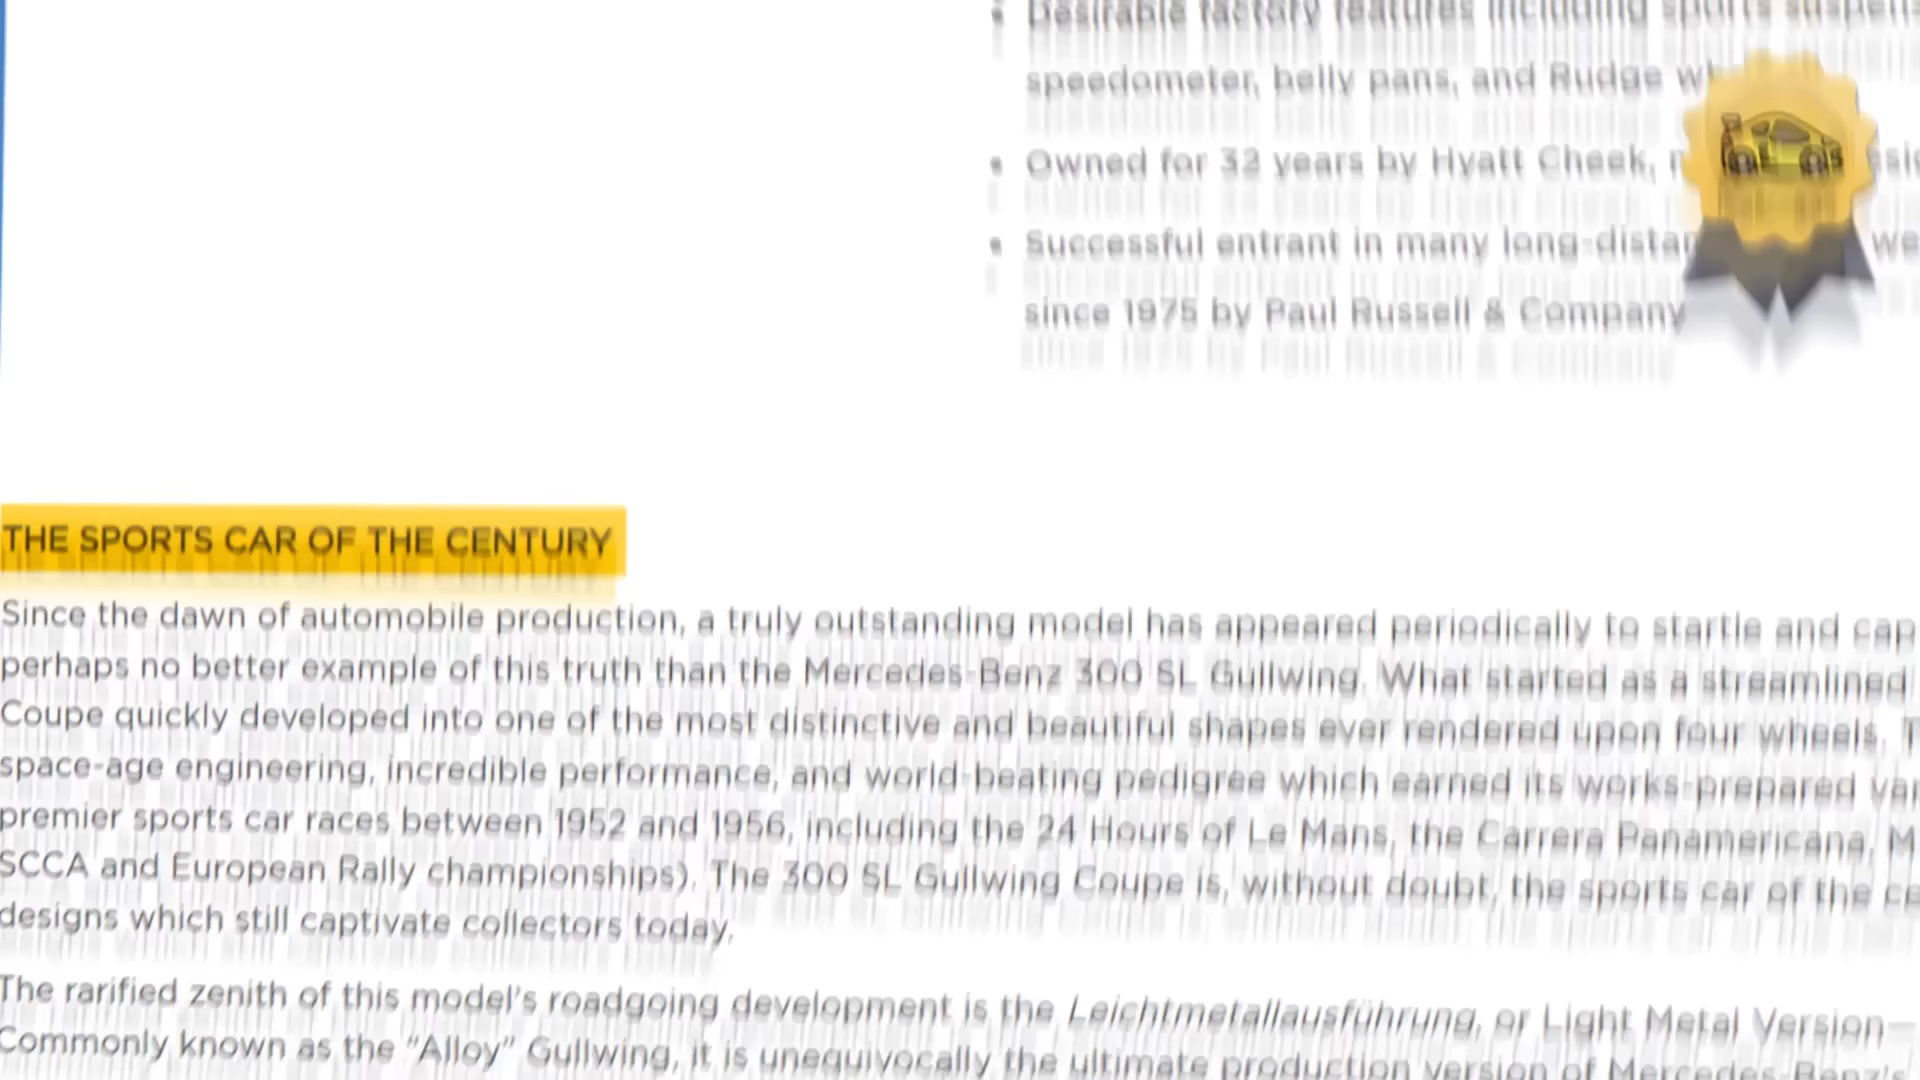 Desirable factory features including sports
speedometer, belly pans, and Rudge
Owned for 32 years by Hyatt Cheek,
Successful entrant in many
since 1975 by Paul Russell & Company
THE SPORTS CAR OF THE CENTURY
Since the dawn of automobile production, a truly outstanding model has appeared periodically to startle and
perhaps no better example of this truth than the Mercedes-Benz 300 SL Gullwing. What started as a streamlined
Coupe quickly developed into one of the most distinctive and beautiful shapes ever rendered upon four wheels.
space-age engineering, incredible performance, and world-beating pedigree which earned its works-prepared
premier sports car races between 1952 and 1956, including the 24 Hours of Le Mans, the Carrera Panamericana,
SCCA and European Rally championships). The 300 SL Gullwing Coupe is, without doubt, the sports car of the
designs which still captivate collectors today.
The rarified zenith of this model's roadgoing development is the Leichtmetallausführung, or Light Metal Version—
Commonly known as the “Alloy” Gullwing, it is unequivocally the ultimate production version of Mercedes-Benz's